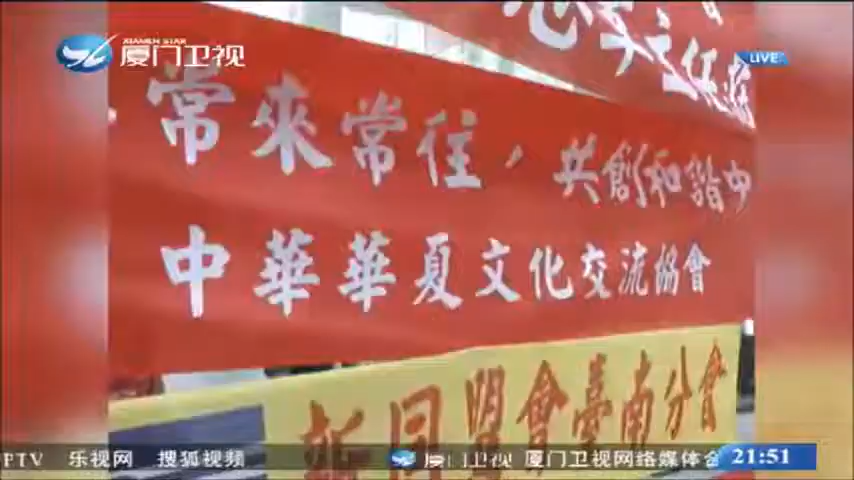 XIAMEN STAR
厦门卫视
LIVE
常來常往，共創和諧中
中華華夏文化交流協會
新同盟會臺南分會
PTV 乐视网 搜狐视频 厦门卫视 厦门卫视网络媒体合
21:51